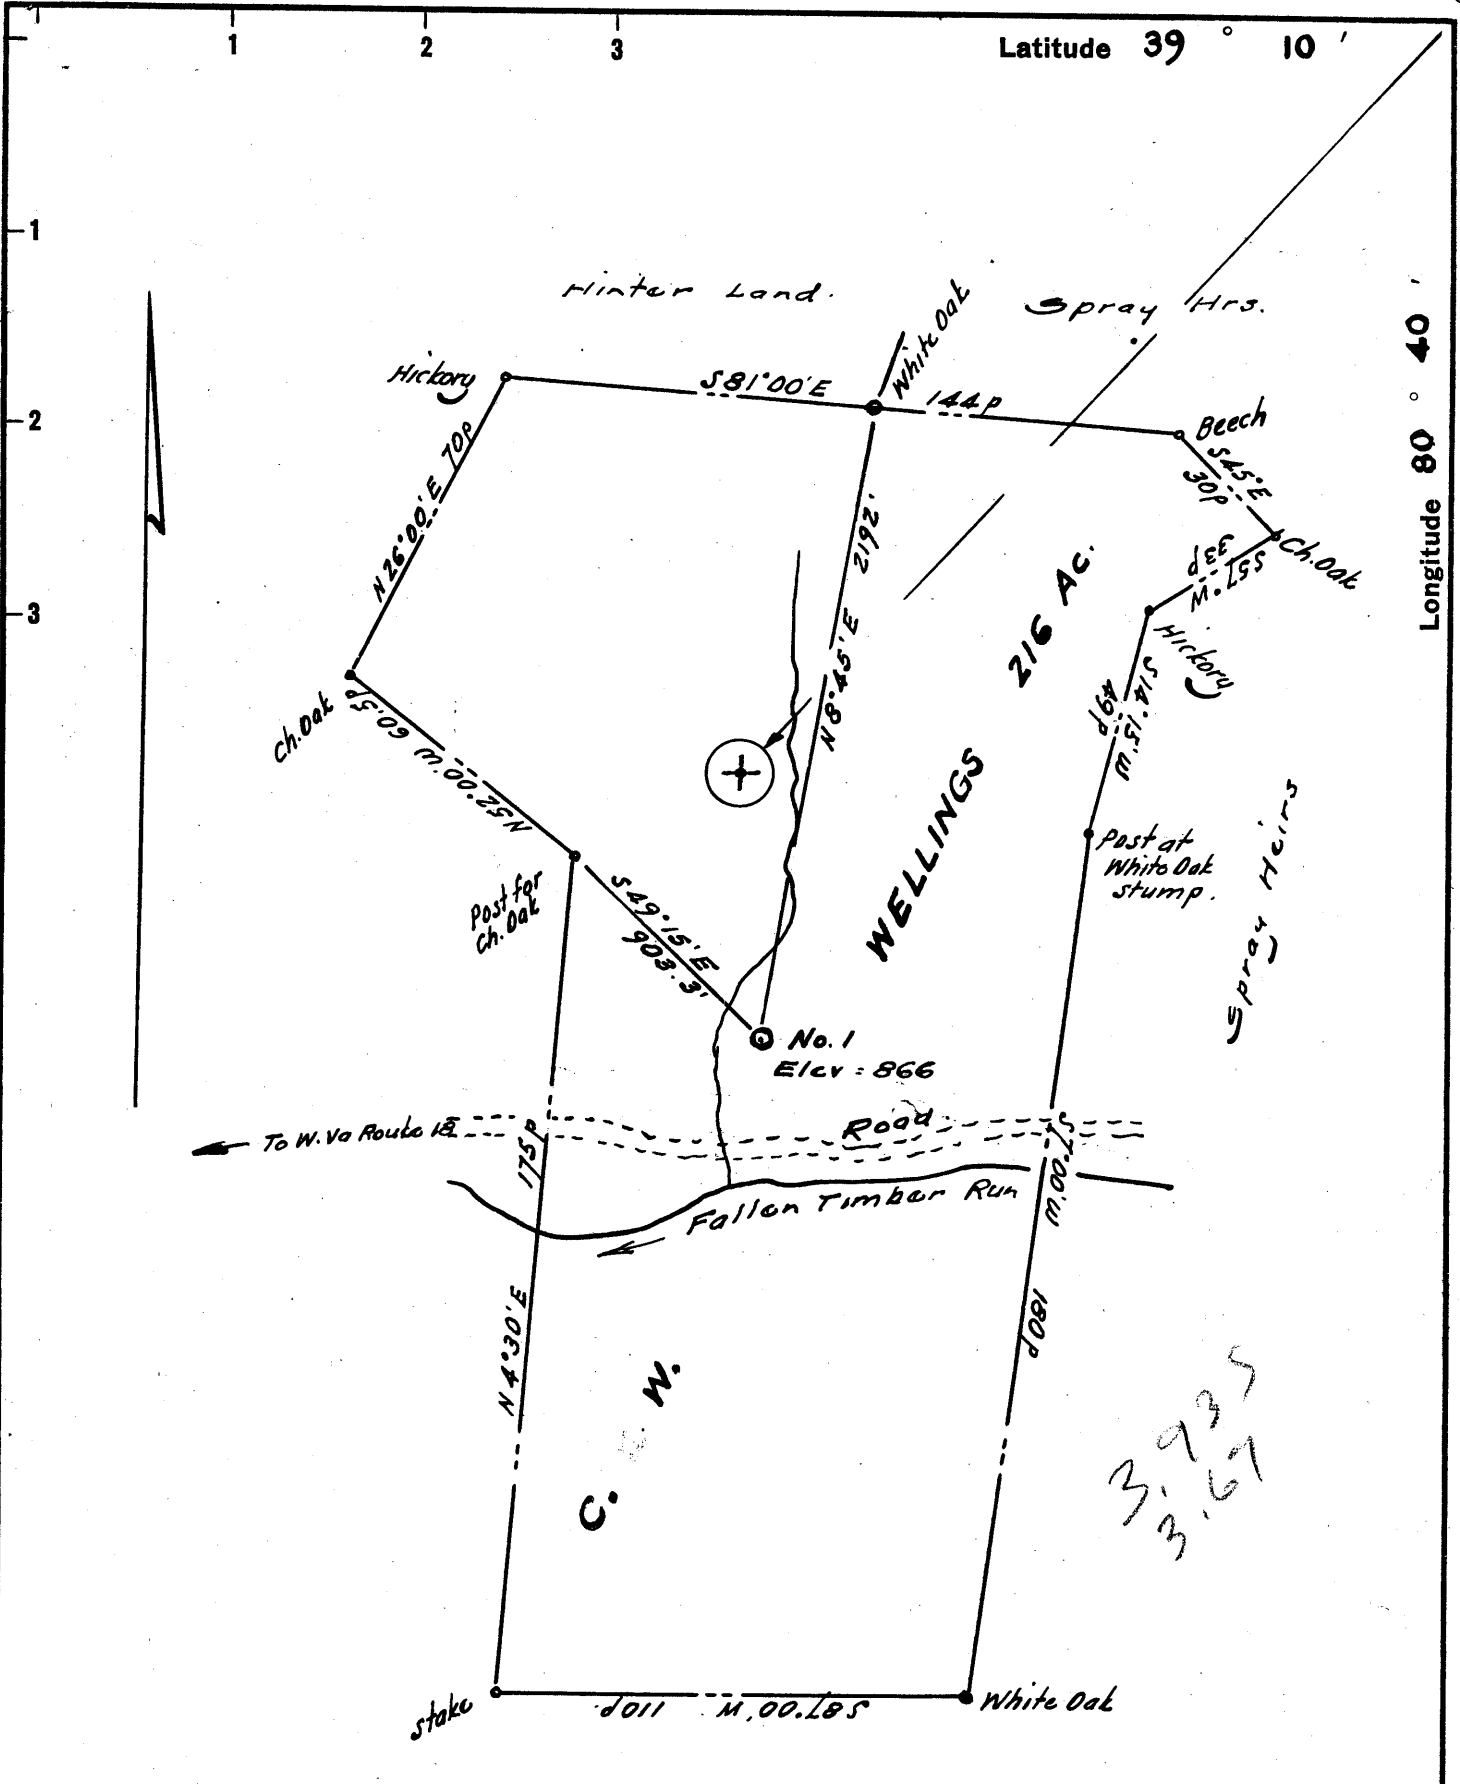 1 2 3 Latitude 39° 10'
1
2
3
Longitude 80° 40'
Hinter Land.
Spray Hrs.
White Oak
Hickory
S81°00'E 144p
Beech
S45°E
30p
Ch. Oak
S57°W
33p
Hickory
S14°15'W
49p
Post at
White Oak
Stump.
Spray Heirs
N26°00'E 70p
Ch. Oak
N52°00'W 60.5p
Post for
Ch. Oak
S49°15'E
903.3'
N8°45'E 2192'
C. W. WELLINGS 216 Ac.
No. 1
Elev = 866
To W. Va Route 18
Road
Fallen Timber Run
N4°30'E 175p
S7°00'W 180p
3.935
3.69
stake
S87°00'W 110p.
White Oak